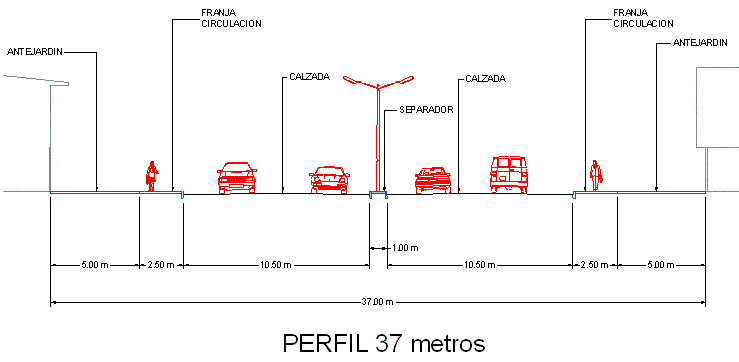 FRANJA
CIRCULACION
FRANJA
CIRCULACION
ANTEJARDIN
ANTEJARDIN
CALZADA
CALZADA
SEPARADOR
1.00 m
5.00 m
2.50 m
10.50 m
10.50 m
2.50 m
5.00 m
37.00 m
PERFIL 37 metros